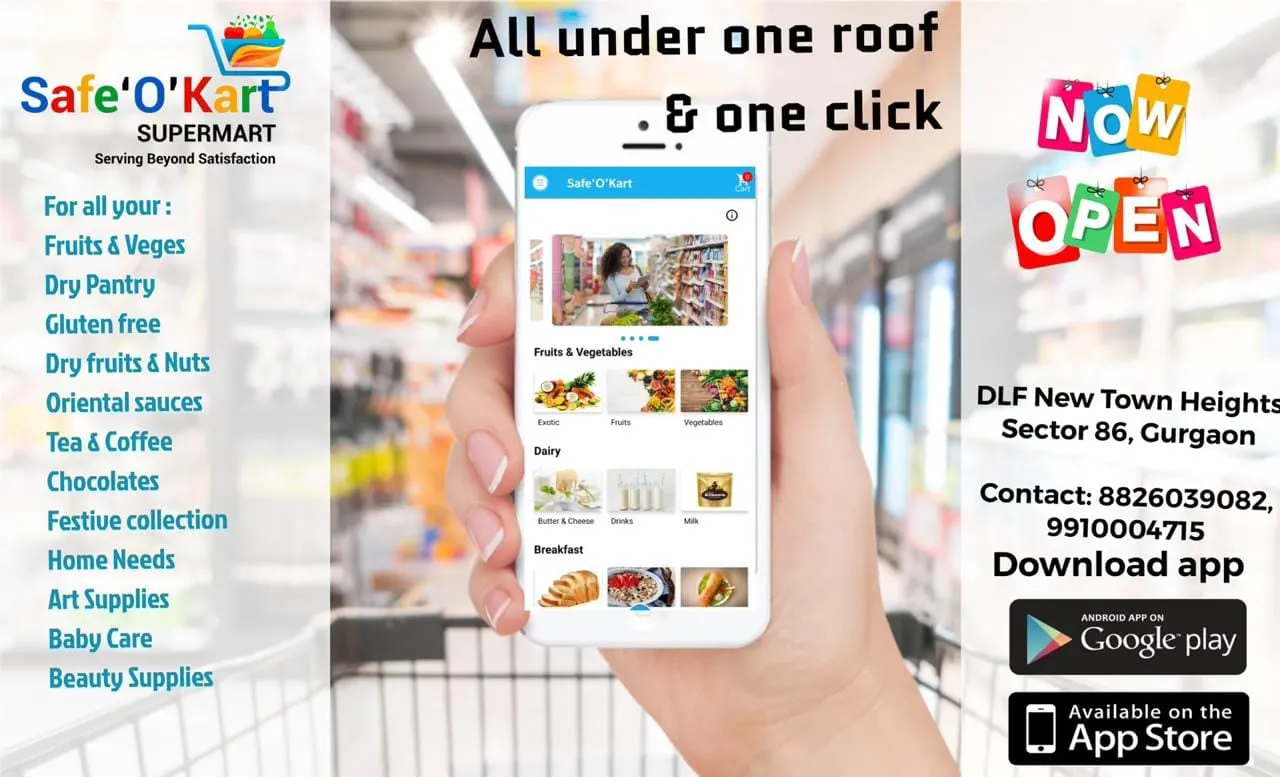 Safe'O'Kart
SUPERMART
Serving Beyond Satisfaction
For all your :
Fruits & Veges
Dry Pantry
Gluten free
Dry fruits & Nuts
Oriental sauces
Tea & Coffee
Chocolates
Festive collection
Home Needs
Art Supplies
Baby Care
Beauty Supplies
All under one roof
& one click
Safe'O'Kart
0
Cart
Fruits & Vegetables
Exotic
Fruits
Vegetables
Dairy
Butter & Cheese
Drinks
Milk
Breakfast
NOW
OPEN
DLF New Town Heights
Sector 86, Gurgaon
Contact: 8826039082,
9910004715
Download app
ANDROID APP ON
Google play
Available on the
App Store